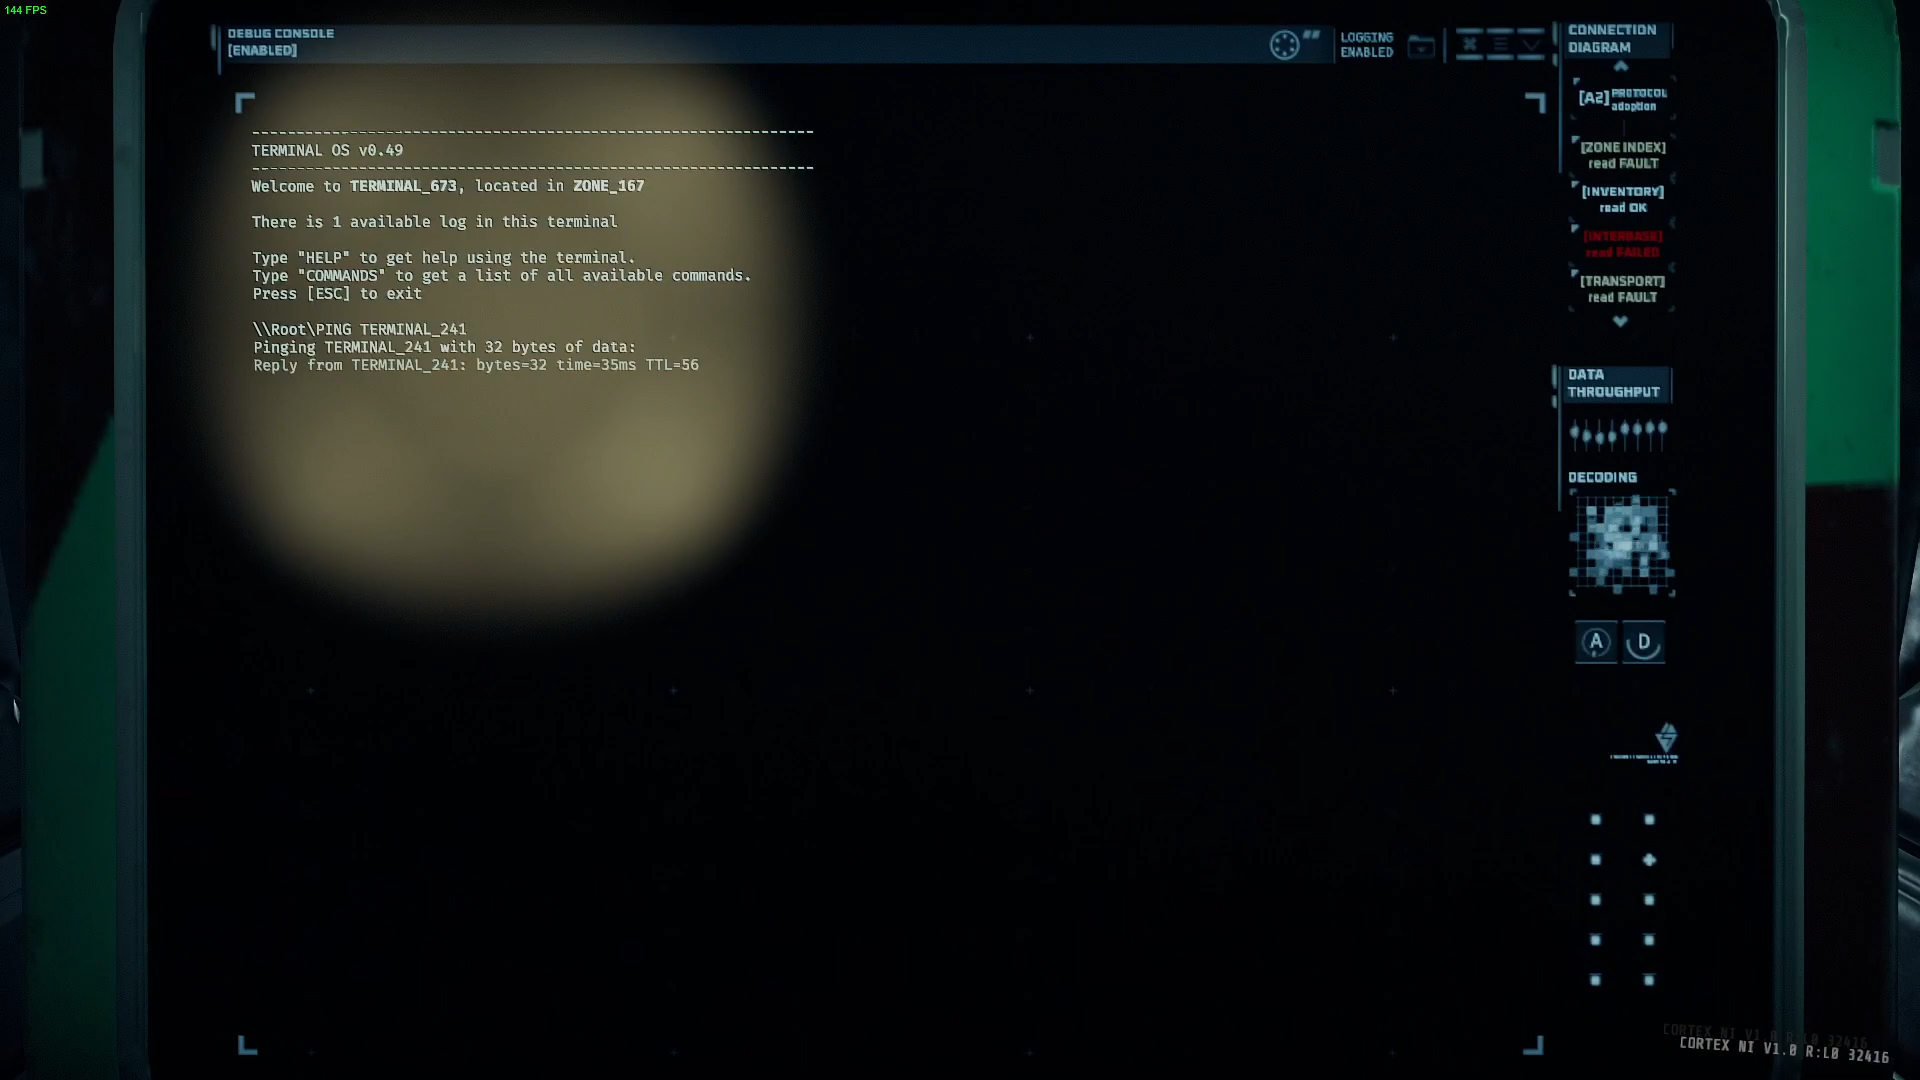 144 FPS
DEBUG CONSOLE
[ENABLED]
LOGGING
ENABLED
------------------------------------------------------------
TERMINAL OS v0.49
------------------------------------------------------------
Welcome to TERMINAL_673, located in ZONE_167
There is 1 available log in this terminal
Type "HELP" to get help using the terminal.
Type "COMMANDS" to get a list of all available commands.
Press [ESC] to exit
\\Root\PING TERMINAL_241
Pinging TERMINAL_241 with 32 bytes of data:
Reply from TERMINAL_241: bytes=32 time=35ms TTL=56
CONNECTION
DIAGRAM
[A2] PROTOCOL
adoption
[ZONE INDEX]
read FAULT
[INVENTORY]
read OK
[INTERBASE]
read FAILED
[TRANSPORT]
read FAULT
DATA
THROUGHPUT
DECODING
A D
CORTEX NI V1.0 R:L0 32416